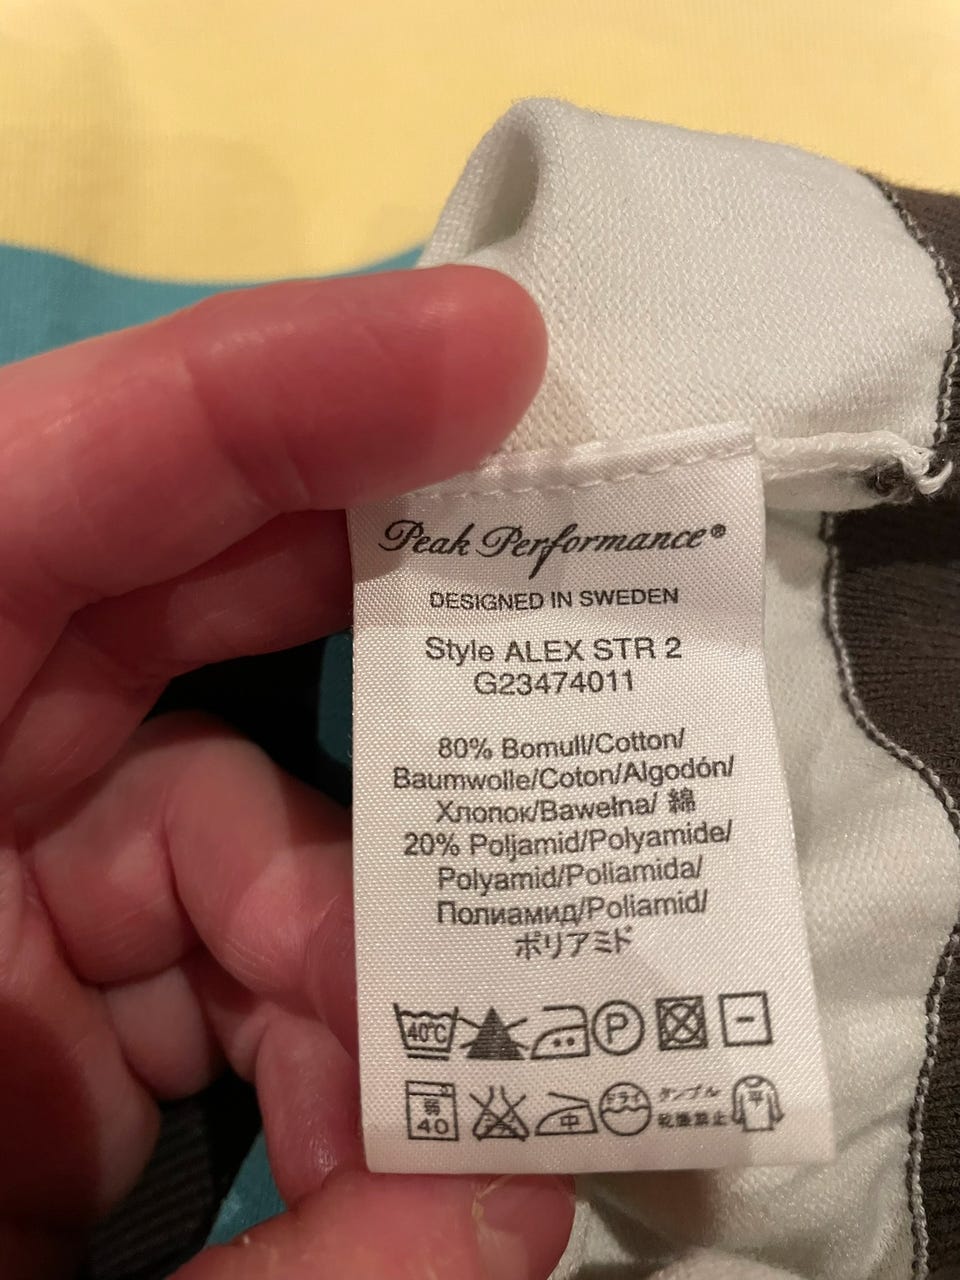 Peak Performance®
DESIGNED IN SWEDEN
Style ALEX STR 2
G23474011
80% Bomull/Cotton/
Baumwolle/Coton/Algodón/
Хлопок/Bawełna/ 綿
20% Poljamid/Polyamide/
Polyamid/Poliamida/
Полиамид/Poliamid/
ポリアミド
40°C P
弱 40 中 ドライ タンブル乾燥禁止 平